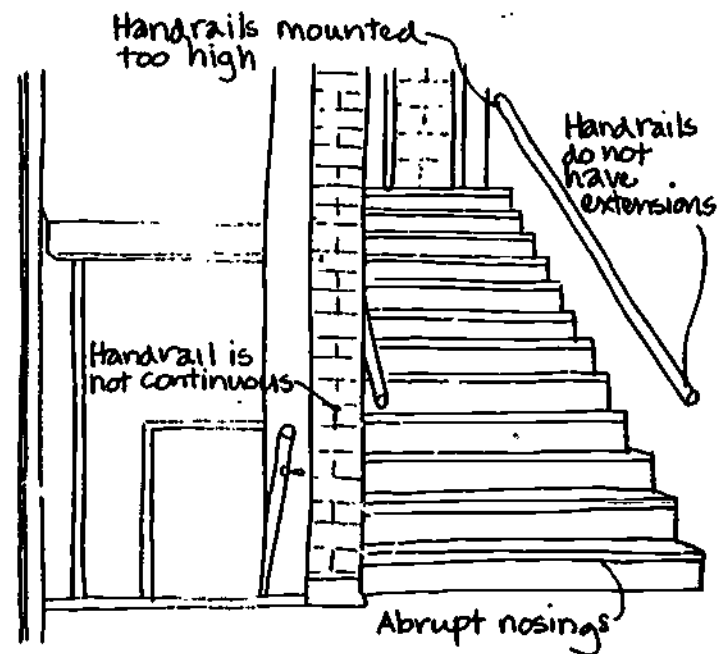 Handrails mounted
too high
Handrails
do not
have
extensions
Handrail is
not continuous
Abrupt nosings